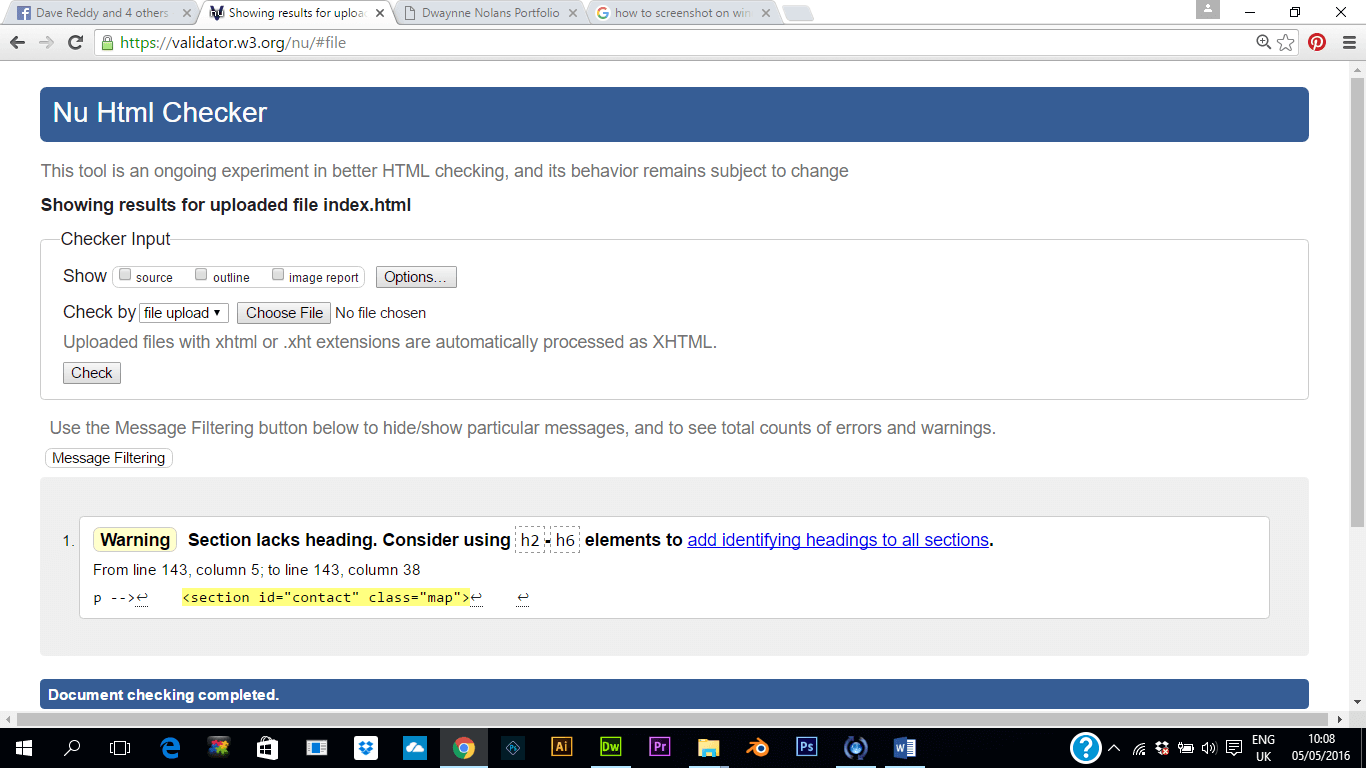 Dave Reddy and 4 others
Showing results for uploa
Dwaynne Nolans Portfolio
how to screenshot on win
https://validator.w3.org/nu/#file
Nu Html Checker
This tool is an ongoing experiment in better HTML checking, and its behavior remains subject to change
Showing results for uploaded file index.html
Checker Input
Show source outline image report Options...
Check by file upload Choose File No file chosen
Uploaded files with xhtml or .xht extensions are automatically processed as XHTML.
Check
Use the Message Filtering button below to hide/show particular messages, and to see total counts of errors and warnings.
Message Filtering
1. Warning Section lacks heading. Consider using h2-h6 elements to add identifying headings to all sections.
From line 143, column 5; to line 143, column 38
p -->↩ <section id="contact" class="map">↩ ↩
Document checking completed.
Ai Dw Pr Ps
ENG 10:08
UK 05/05/2016